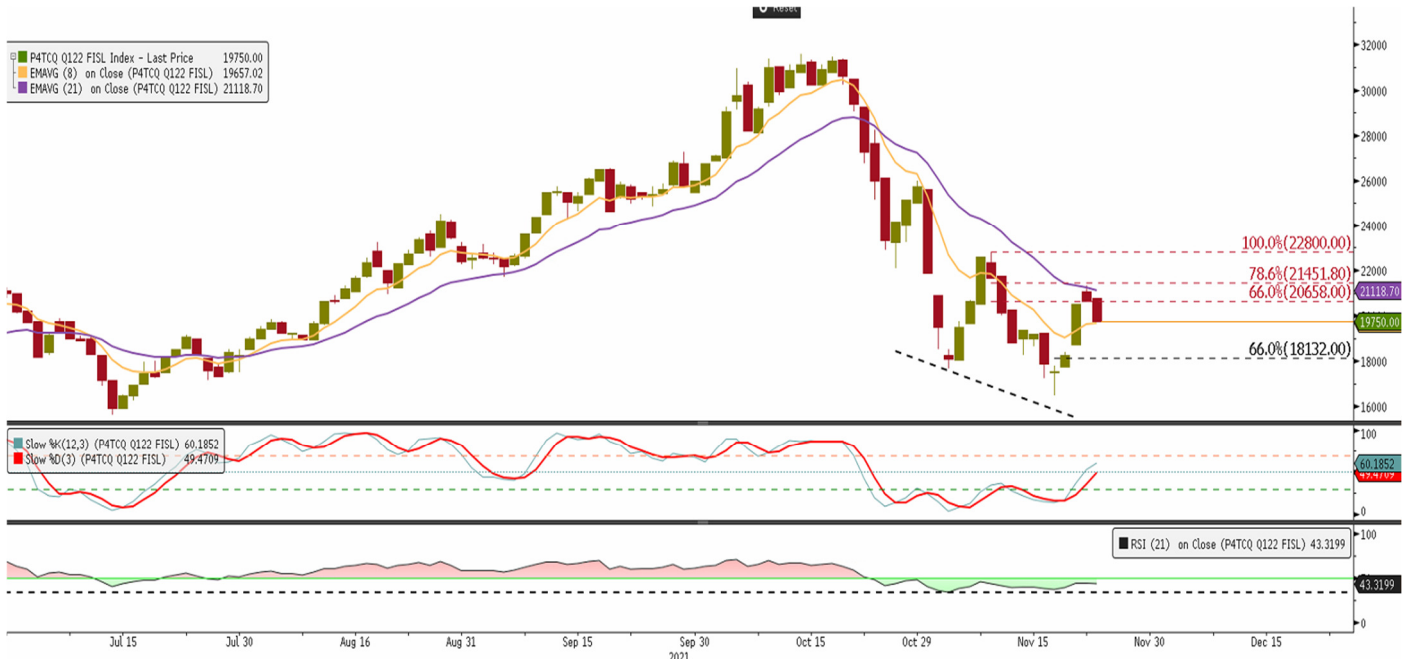 Reset
P4TCQ Q122 FISL Index - Last Price 19750.00
EMAVG (8) on Close (P4TCQ Q122 FISL) 19657.02
EMAVG (21) on Close (P4TCQ Q122 FISL) 21118.70
32000
30000
28000
26000
24000
100.0%(22800.00)
22000
78.6%(21451.80)
21118.70
66.0%(20658.00)
19750.00
66.0%(18132.00)
18000
16000
Slow %K(12,3) (P4TCQ Q122 FISL) 60.1852
Slow %D(3) (P4TCQ Q122 FISL) 49.4709
100
60.1852
49.4709
0
RSI (21) on Close (P4TCQ Q122 FISL) 43.3199
100
43.3199
0
Jul 15 Jul 30 Aug 16 Aug 31 Sep 15 Sep 30 Oct 15 Oct 29 Nov 15 Nov 30 Dec 15
2021